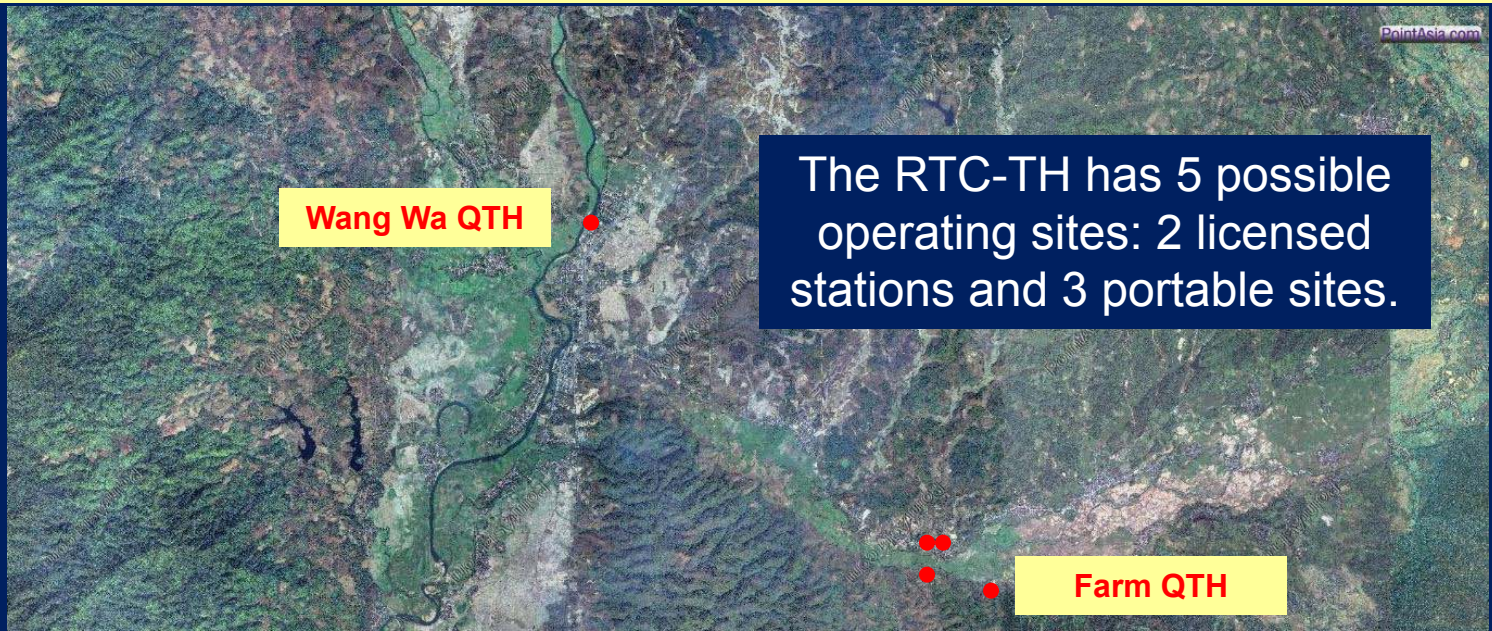 PointAsia.com
Wang Wa QTH
The RTC-TH has 5 possible
operating sites: 2 licensed
stations and 3 portable sites.
Farm QTH